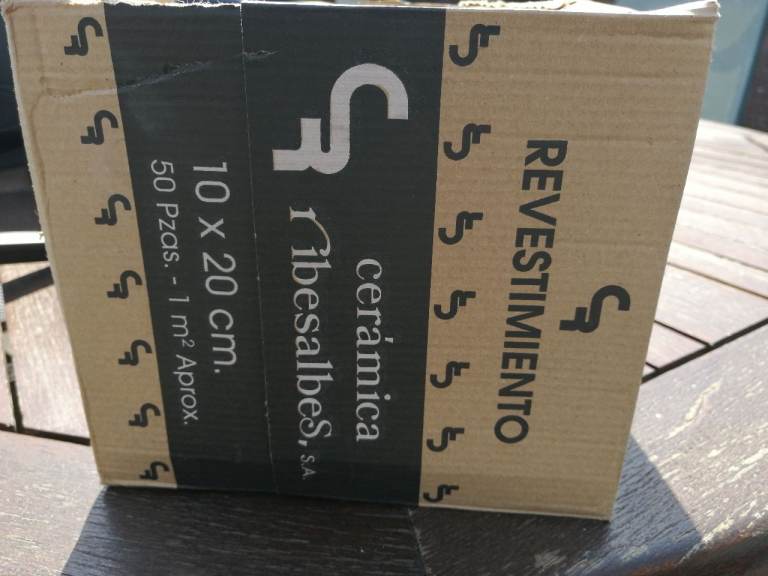 REVESTIMIENTO
cerámica
ribesalbes, S.A.
10 x 20 cm.
50 Pzas. - 1 m² Aprox.